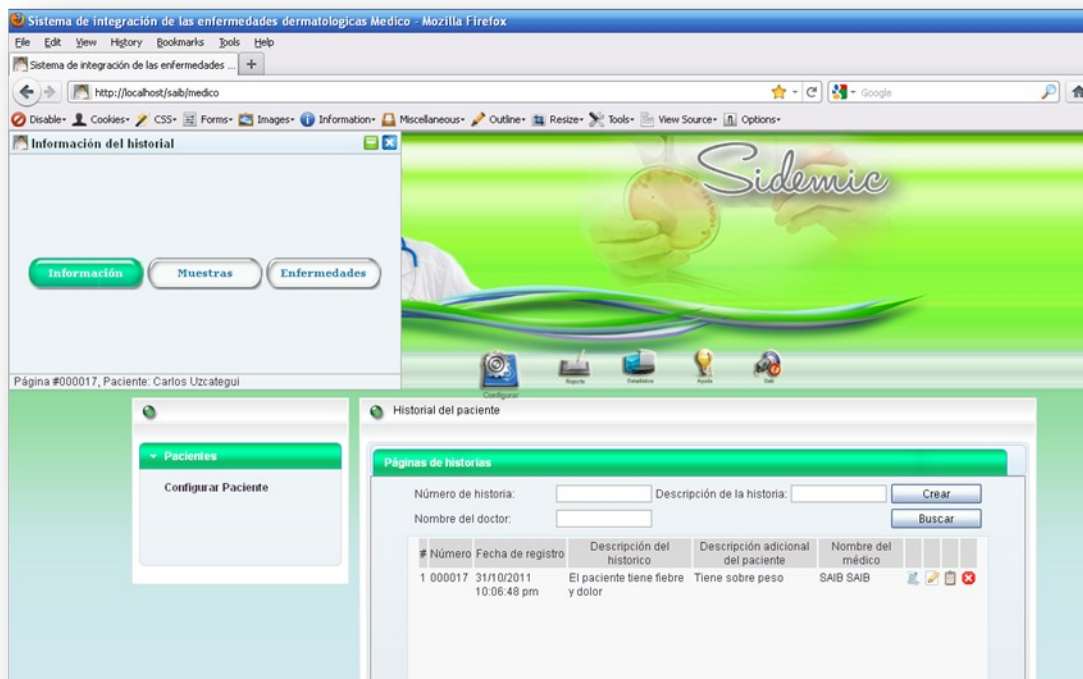 Sistema de integración de las enfermedades dermatologicas Medico - Mozilla Firefox
File Edit View History Bookmarks Tools Help
Sistema de integración de las enfermedades ... +
http://localhost/saib/medico
Google
Disable Cookies CSS Forms Images Information Miscellaneous Outline Resize Tools View Source Options
Información del historial
Sidemic
Información Muestras Enfermedades
Configurar Reporte Estadistica Ayuda Saib
Página #000017, Paciente: Carlos Uzcategui
Historial del paciente
Pacientes
Configurar Paciente
Páginas de historias
Número de historia: Descripción de la historia: Crear
Nombre del doctor: Buscar
# Número Fecha de registro Descripción del historico Descripción adicional del paciente Nombre del médico
1 000017 31/10/2011 El paciente tiene fiebre Tiene sobre peso SAIB SAIB
10:06:48 pm y dolor